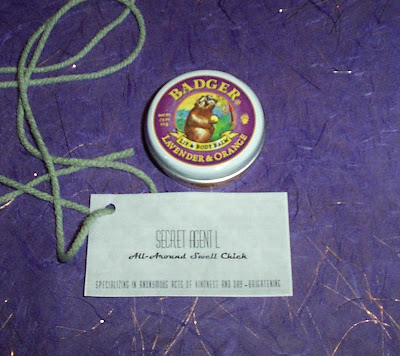 BADGER®
LIP & BODY BALM
LAVENDER & ORANGE
SECRET AGENT L
All-Around Swell Chick
SPECIALIZING IN ANONYMOUS ACTS OF KINDNESS AND DAY-BRIGHTENING